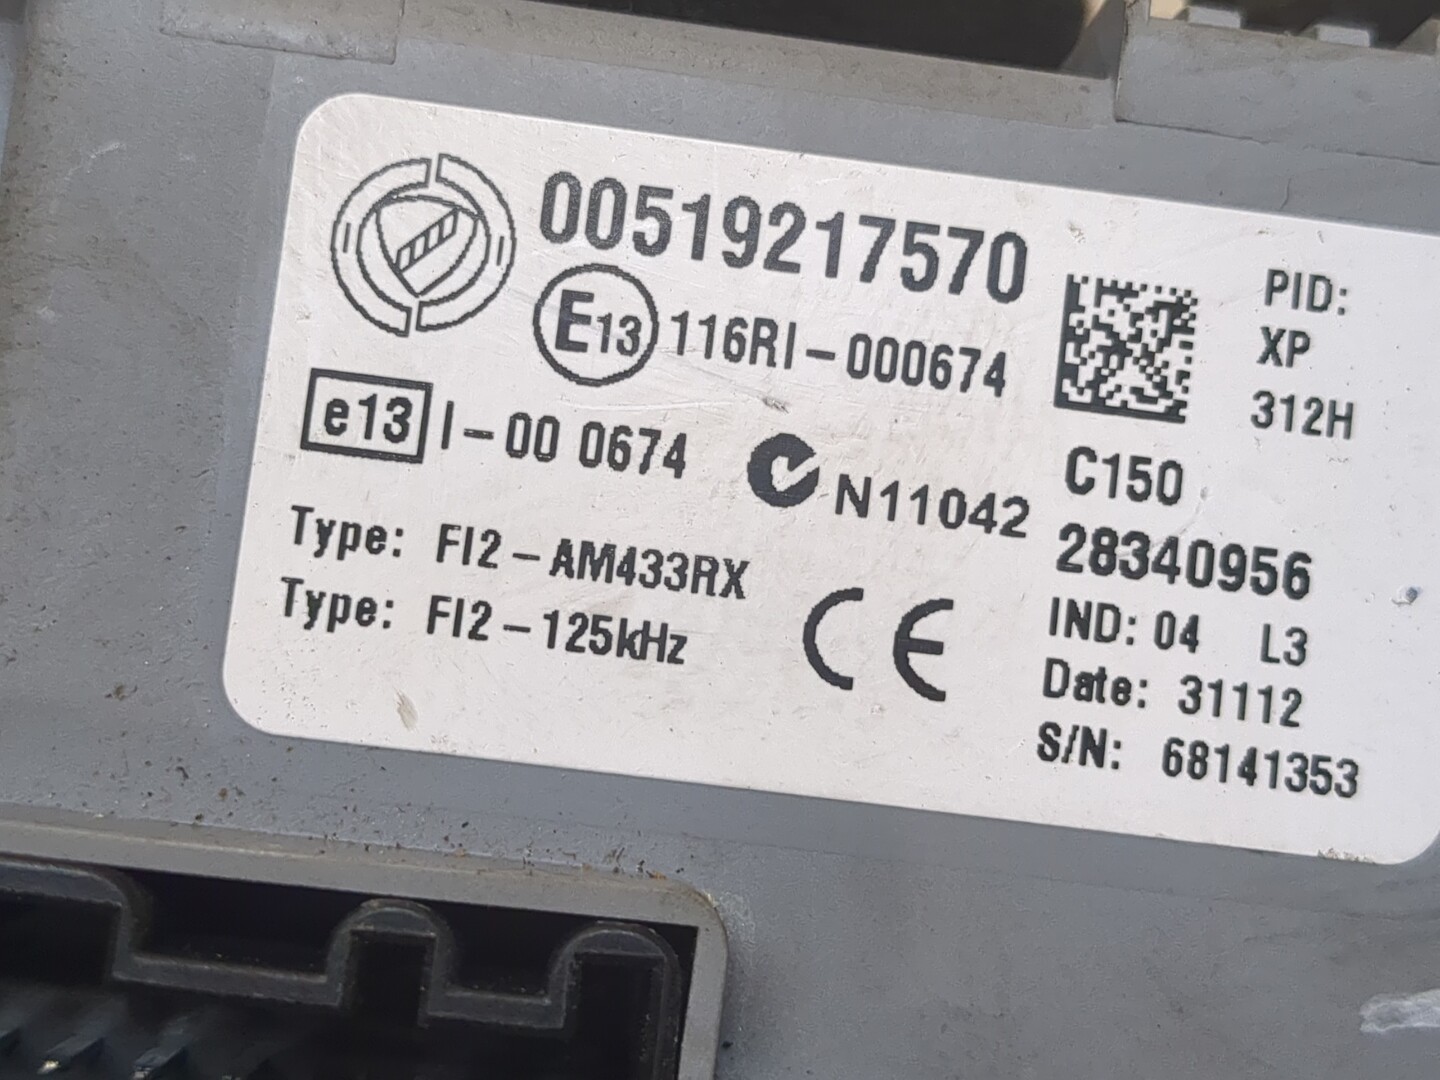 00519217570
E13 116RI-000674
e13 I-00 0674
N11042
Type: FI2-AM433RX
Type: FI2-125kHz
CE
PID:
XP
312H
C150
28340956
IND: 04 L3
Date: 31112
S/N: 68141353